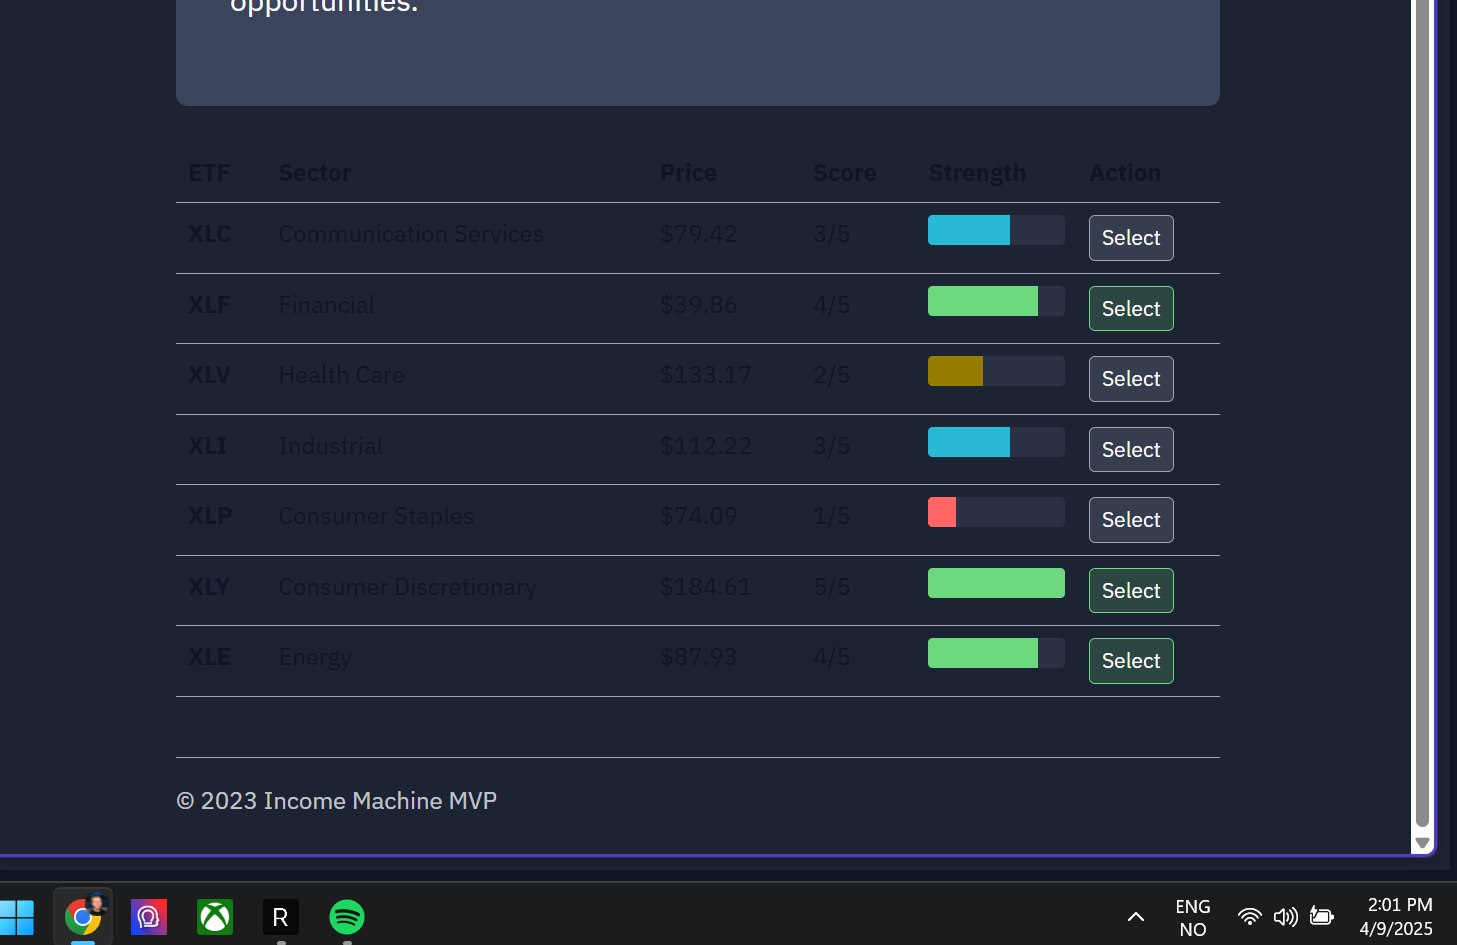 opportunities.
ETF Sector Price Score Strength Action
XLC Communication Services $79.42 3/5 Select
XLF Financial $39.86 4/5 Select
XLV Health Care $133.17 2/5 Select
XLI Industrial $112.22 3/5 Select
XLP Consumer Staples $74.09 1/5 Select
XLY Consumer Discretionary $184.61 5/5 Select
XLE Energy $87.93 4/5 Select
© 2023 Income Machine MVP
R
ENG
NO
2:01 PM
4/9/2025